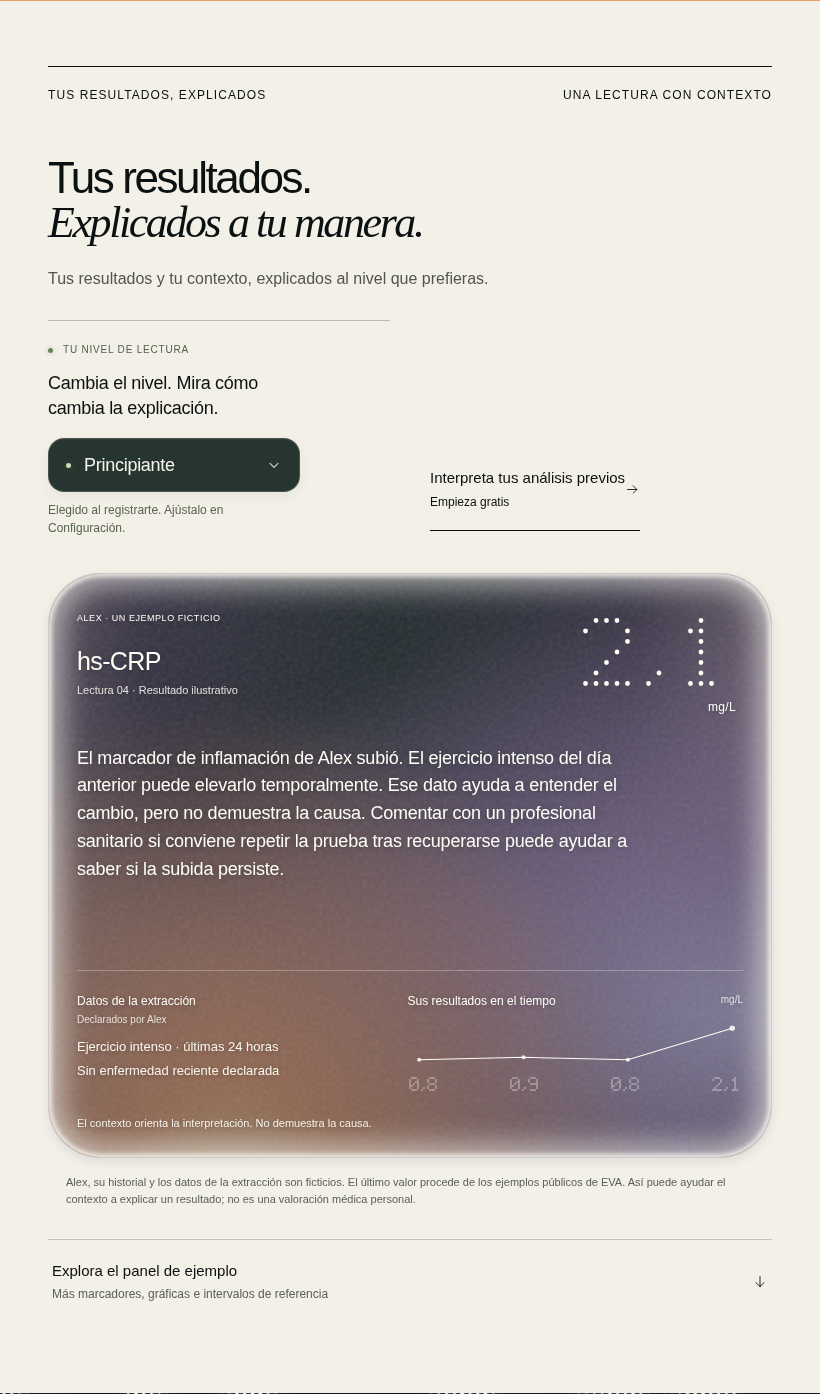 TUS RESULTADOS, EXPLICADOS
UNA LECTURA CON CONTEXTO
Tus resultados.
Explicados a tu manera.
Tus resultados y tu contexto, explicados al nivel que prefieras.
TU NIVEL DE LECTURA
Cambia el nivel. Mira cómo
cambia la explicación.
Principiante
Elegido al registrarte. Ajústalo en
Configuración.
Interpreta tus análisis previos
Empieza gratis
ALEX · UN EJEMPLO FICTICIO
hs-CRP
Lectura 04 · Resultado ilustrativo
2.1
mg/L
El marcador de inflamación de Alex subió. El ejercicio intenso del día
anterior puede elevarlo temporalmente. Ese dato ayuda a entender el
cambio, pero no demuestra la causa. Comentar con un profesional
sanitario si conviene repetir la prueba tras recuperarse puede ayudar a
saber si la subida persiste.
Datos de la extracción
Declarados por Alex
Ejercicio intenso · últimas 24 horas
Sin enfermedad reciente declarada
Sus resultados en el tiempo
mg/L
0,8 0,9 0,8 2,1
El contexto orienta la interpretación. No demuestra la causa.
Alex, su historial y los datos de la extracción son ficticios. El último valor procede de los ejemplos públicos de EVA. Así puede ayudar el
contexto a explicar un resultado; no es una valoración médica personal.
Explora el panel de ejemplo
Más marcadores, gráficas e intervalos de referencia